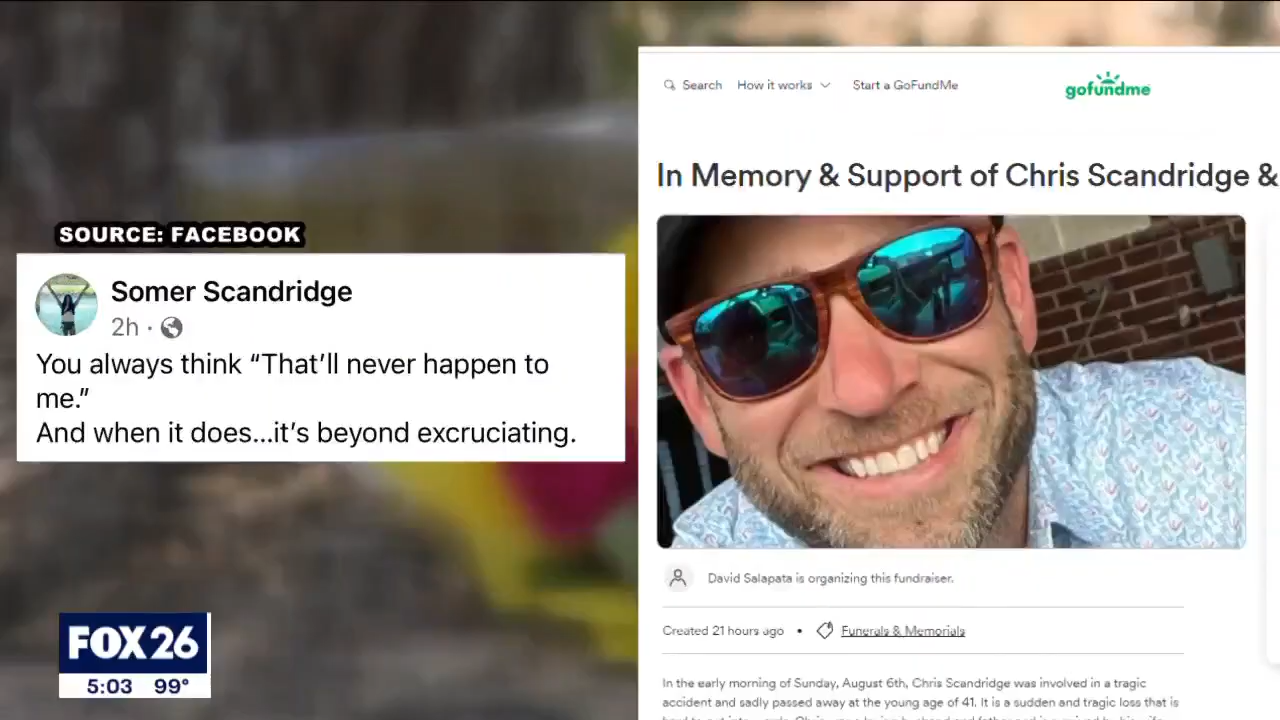 SOURCE: FACEBOOK
Somer Scandridge
2h ·
You always think “That’ll never happen to
me.”
And when it does...it’s beyond excruciating.
FOX 26
5:03 99°
Search How it works Start a GoFundMe gofundme
In Memory & Support of Chris Scandridge &
David Salapata is organizing this fundraiser.
Created 21 hours ago • Funerals & Memorials
In the early morning of Sunday, August 6th, Chris Scandridge was involved in a tragic
accident and sadly passed away at the young age of 41. It is a sudden and tragic loss that is